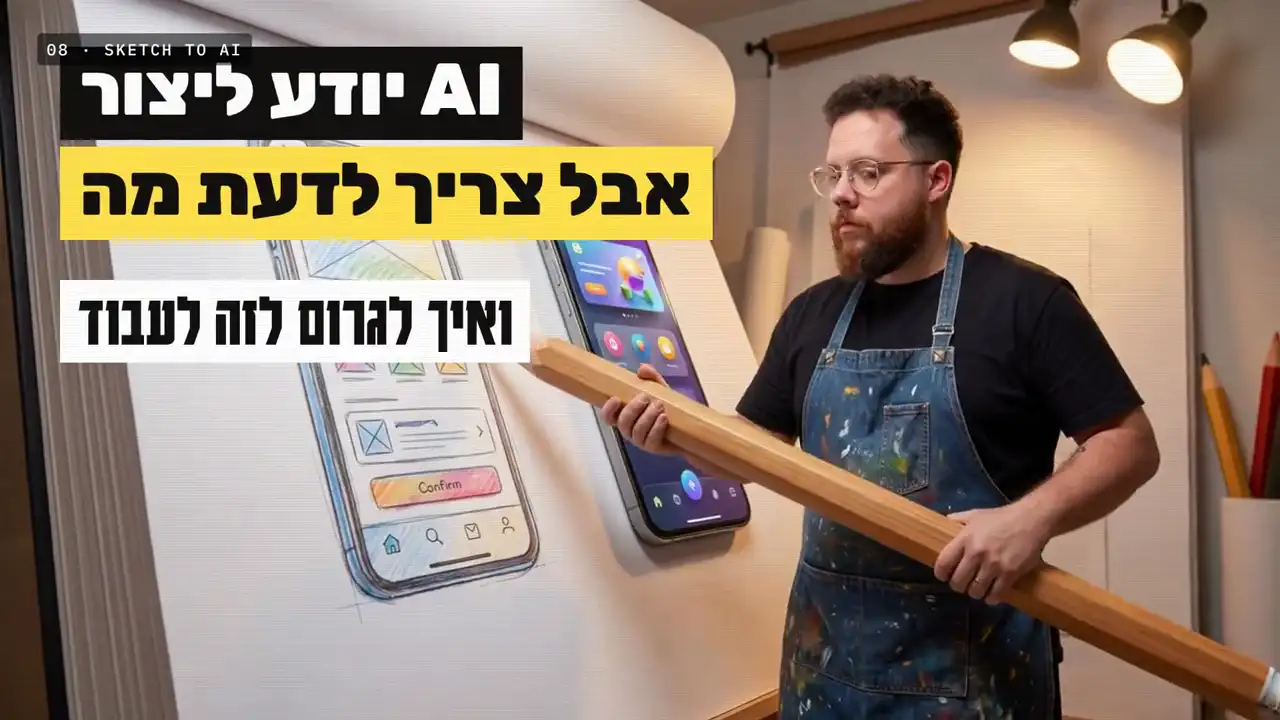 08 · SKETCH TO AI
AI יודע ליצור
אבל צריך לדעת מה
ואיך לגרום לזה לעבוד
Confirm